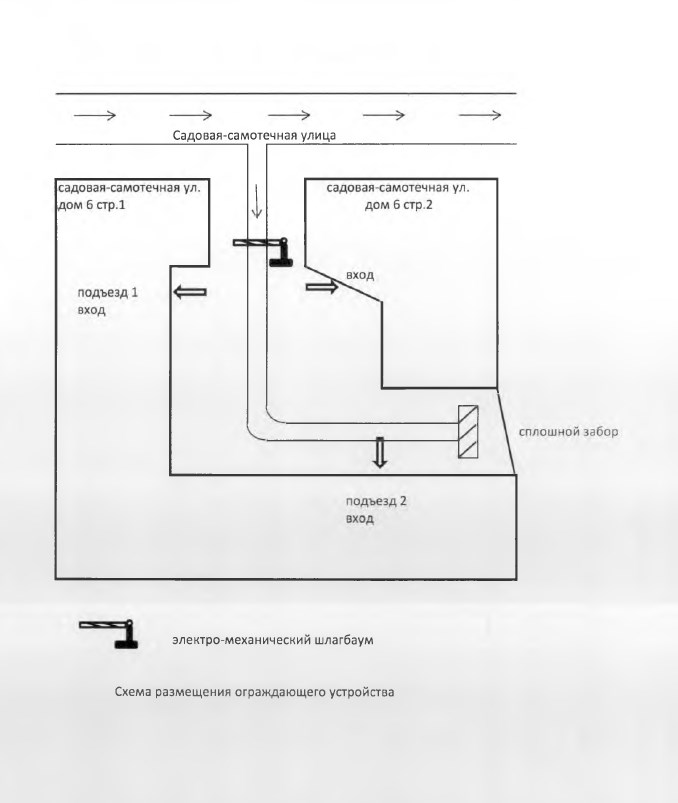 Садовая-самотечная улица
садовая-самотечная ул.
дом 6 стр.1
садовая-самотечная ул.
дом 6 стр.2
вход
подъезд 1
вход
сплошной забор
подъезд 2
вход
электро-механический шлагбаум
Схема размещения ограждающего устройства